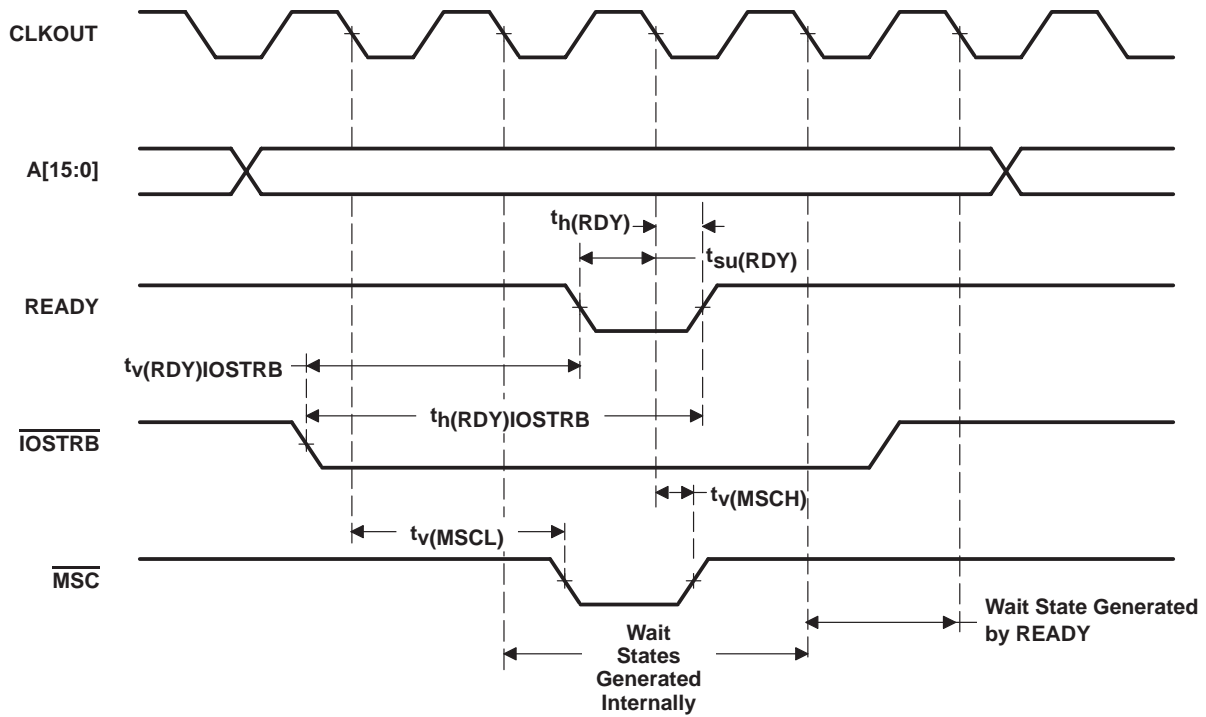 CLKOUT
A[15:0]
th(RDY)
tsu(RDY)
READY
tv(RDY)IOSTRB
th(RDY)IOSTRB
IOSTRB
tv(MSCH)
tv(MSCL)
MSC
Wait State Generated
by READY
Wait
States
Generated
Internally